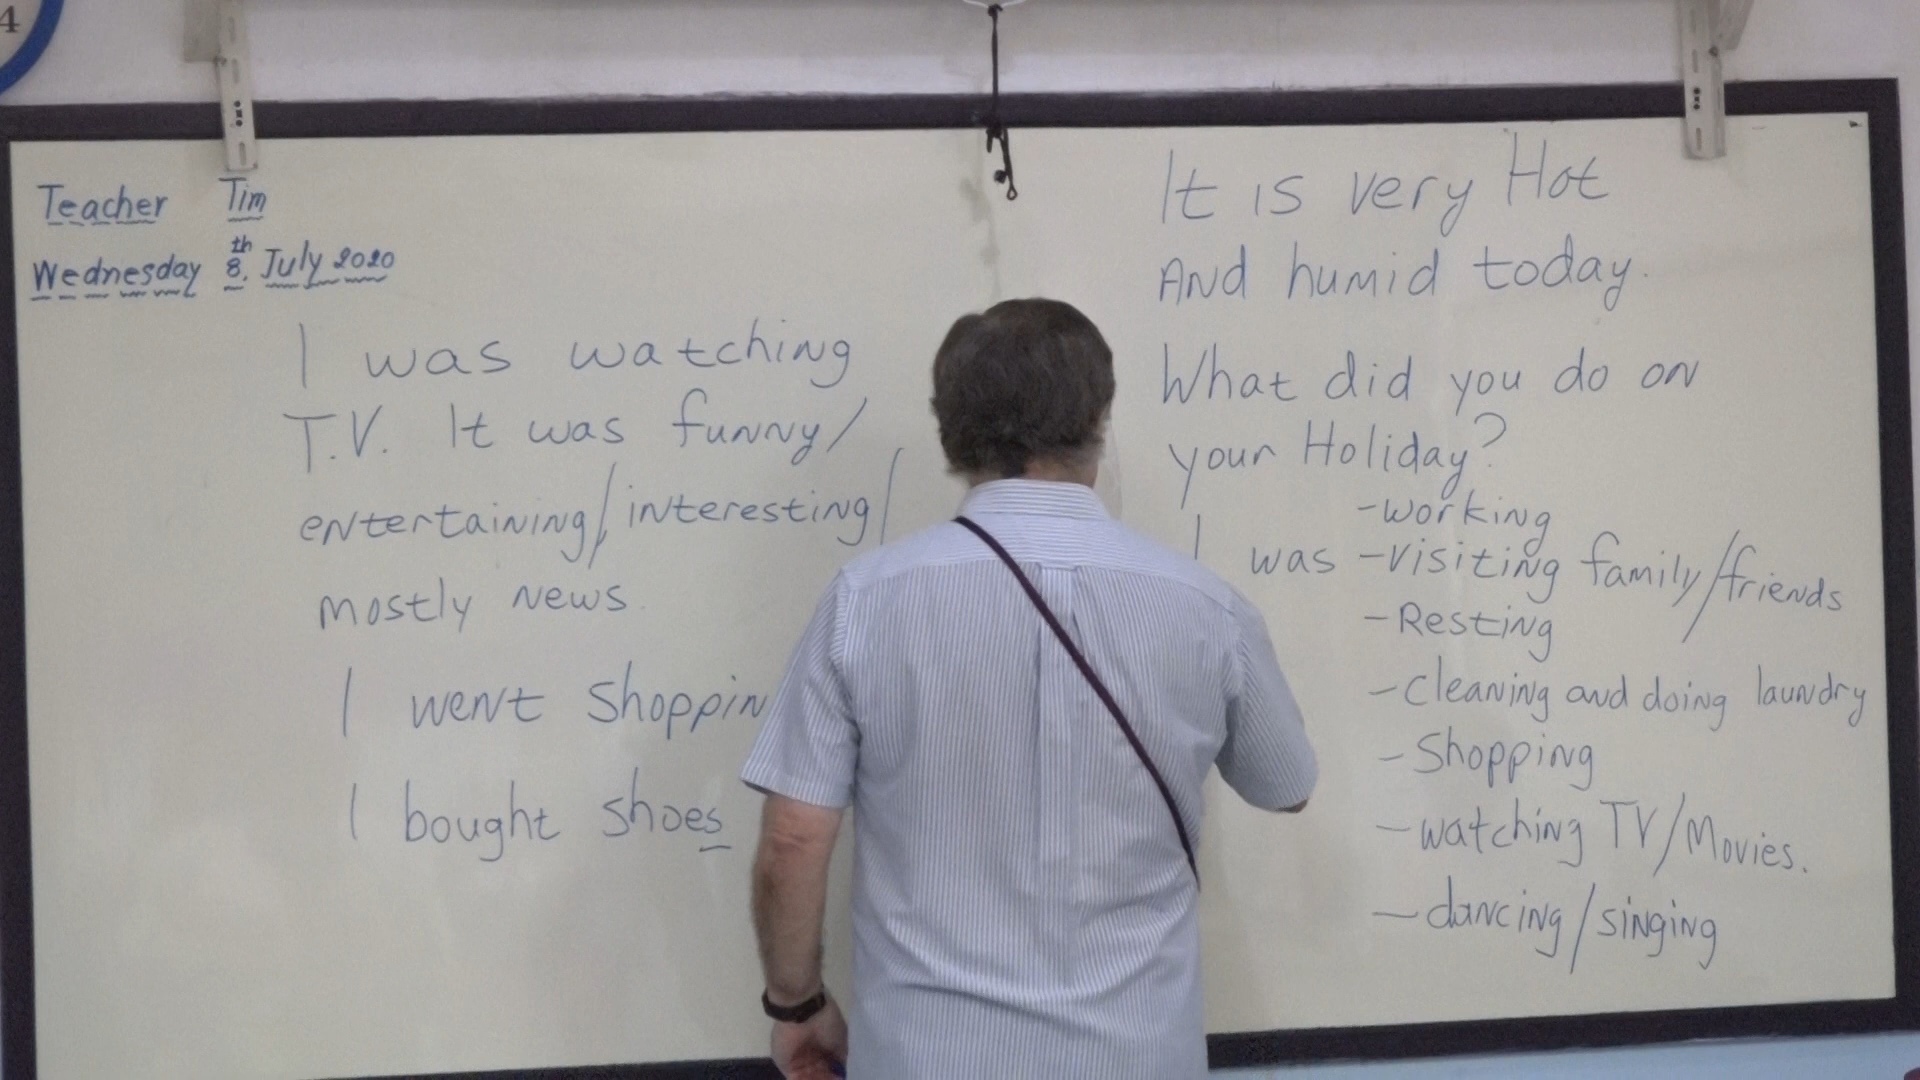 4
Teacher Tim
Wednesday 8th. July 2020
I was watching
T.V. It was funny/
entertaining/interesting/
mostly news.
I went shoppin
I bought shoes
It is very Hot
And humid today.
What did you do on
your Holiday?
-working
I was -visiting family/friends
-Resting
-Cleaning and doing laundry
-Shopping
-watching TV/Movies.
-dancing/singing